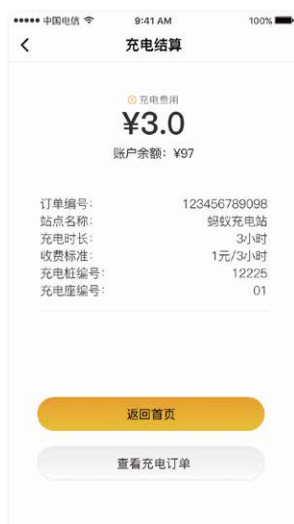 中国电信 9:41 AM 100%
充电结算
充电费用
¥3.0
账户余额：¥97
订单编号： 123456789098
站点名称： 蚂蚁充电站
充电时长： 3小时
收费标准： 1元/3小时
充电桩编号： 12225
充电座编号： 01
返回首页
查看充电订单